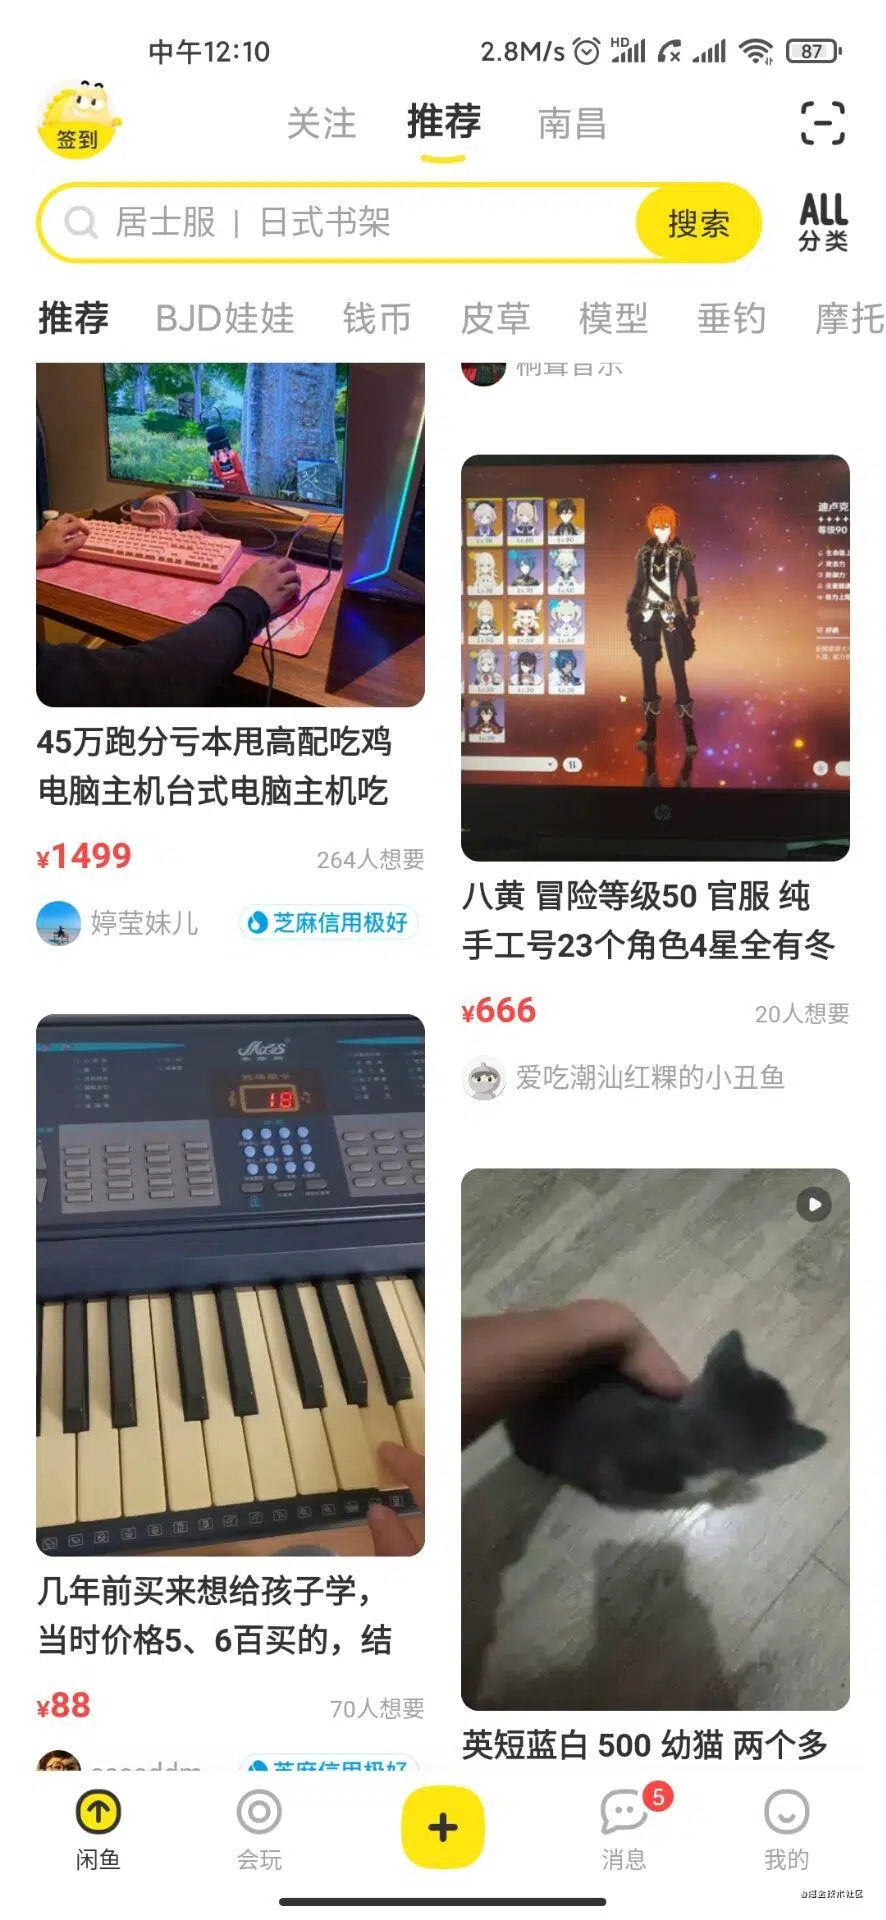 中午12:10
2.8M/s
HD
87
签到
关注 推荐 南昌
居士服 | 日式书架
搜索
ALL
分类
推荐 BJD娃娃 钱币 皮草 模型 垂钓 摩托
45万跑分亏本甩高配吃鸡
电脑主机台式电脑主机吃
¥1499
264人想要
婷莹妹儿
芝麻信用极好
迪卢克
等级90
八黄 冒险等级50 官服 纯
手工号23个角色4星全有冬
¥666
20人想要
爱吃潮汕红粿的小丑鱼
18
几年前买来想给孩子学，
当时价格5、6百买的，结
¥88
70人想要
芝麻信用极好
英短蓝白 500 幼猫 两个多
闲鱼
会玩
5
消息
我的
@掘金技术社区